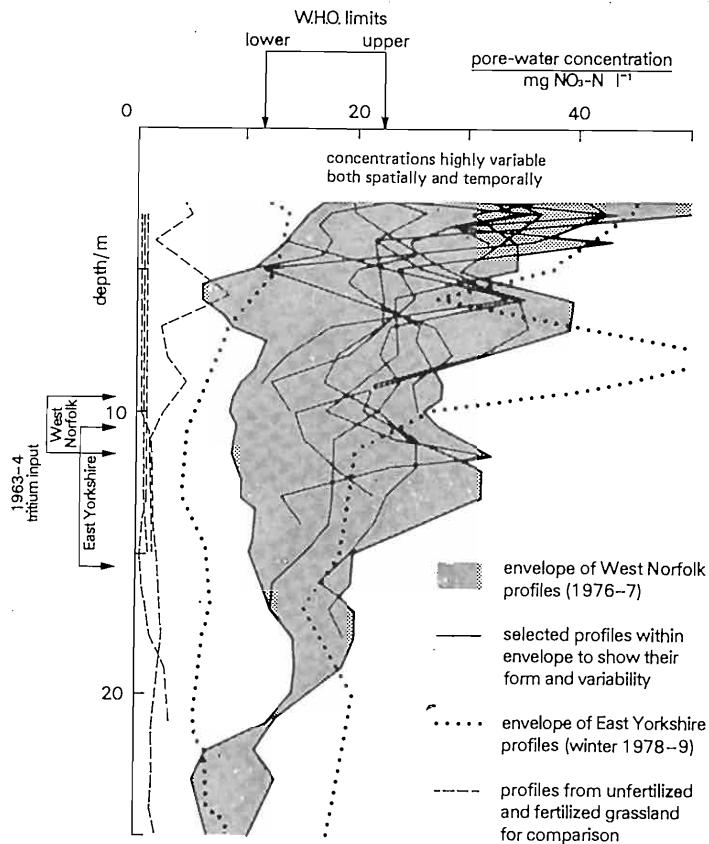 W.H.O. limits
lower upper
pore-water concentration
mg NO₃-N l⁻¹
0 20 40
concentrations highly variable
both spatially and temporally
depth/m
10
20
1963–4
tritium input
West
Norfolk
East Yorkshire
envelope of West Norfolk
profiles (1976–7)
selected profiles within
envelope to show their
form and variability
envelope of East Yorkshire
profiles (winter 1978–9)
profiles from unfertilized
and fertilized grassland
for comparison